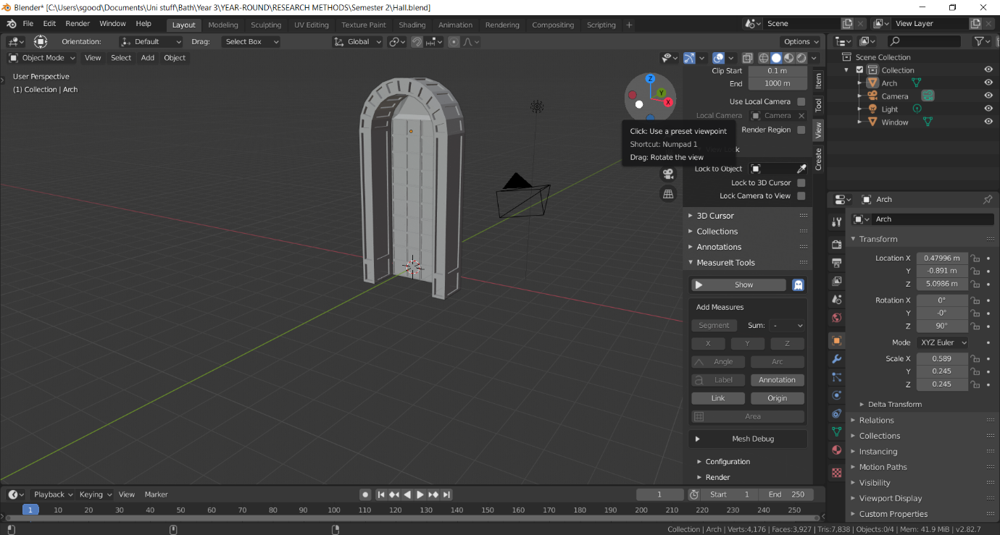 Blender* [C:\Users\sgood\Documents\Uni stuff\Bath\Year 3\YEAR-ROUND\RESEARCH METHODS\Semester 2\Hall.blend]
File Edit Render Window Help Layout Modeling Sculpting UV Editing Texture Paint Shading Animation Rendering Compositing Scripting + Scene View Layer
Orientation: Default Drag: Select Box Global Options
Object Mode View Select Add Object
User Perspective
(1) Collection | Arch
Z
Y
X
Click: Use a preset viewpoint
Shortcut: Numpad 1
Drag: Rotate the view
Clip Start 0.1 m
End 1000 m
Use Local Camera
Local Camera Camera
Render Region
View Lock
Lock to Object
Lock to 3D Cursor
Lock Camera to View
3D Cursor
Collections
Annotations
MeasureIt Tools
Show
Add Measures
Segment Sum: -
X Y Z
Angle Arc
a Label Annotation
Link Origin
Area
Mesh Debug
Configuration
Render
Item
Tool
View
Create
Scene Collection
Collection
Arch
Camera
Light
Window
Arch
Arch
Transform
Location X 0.47996 m
Y -0.891 m
Z 5.0986 m
Rotation X 0°
Y -0°
Z 90°
Mode XYZ Euler
Scale X 0.589
Y 0.245
Z 0.245
Delta Transform
Relations
Collections
Instancing
Motion Paths
Visibility
Viewport Display
Custom Properties
Playback Keying View Marker 1 Start 1 End 250
1 10 20 30 40 50 60 70 80 90 100 110 120 130 140 150 160 170 180 190 200 210 220 230 240 250
Collection | Arch | Verts:4,176 | Faces:3,927 | Tris:7,838 | Objects:0/4 | Mem: 41.9 MiB | v2.82.7